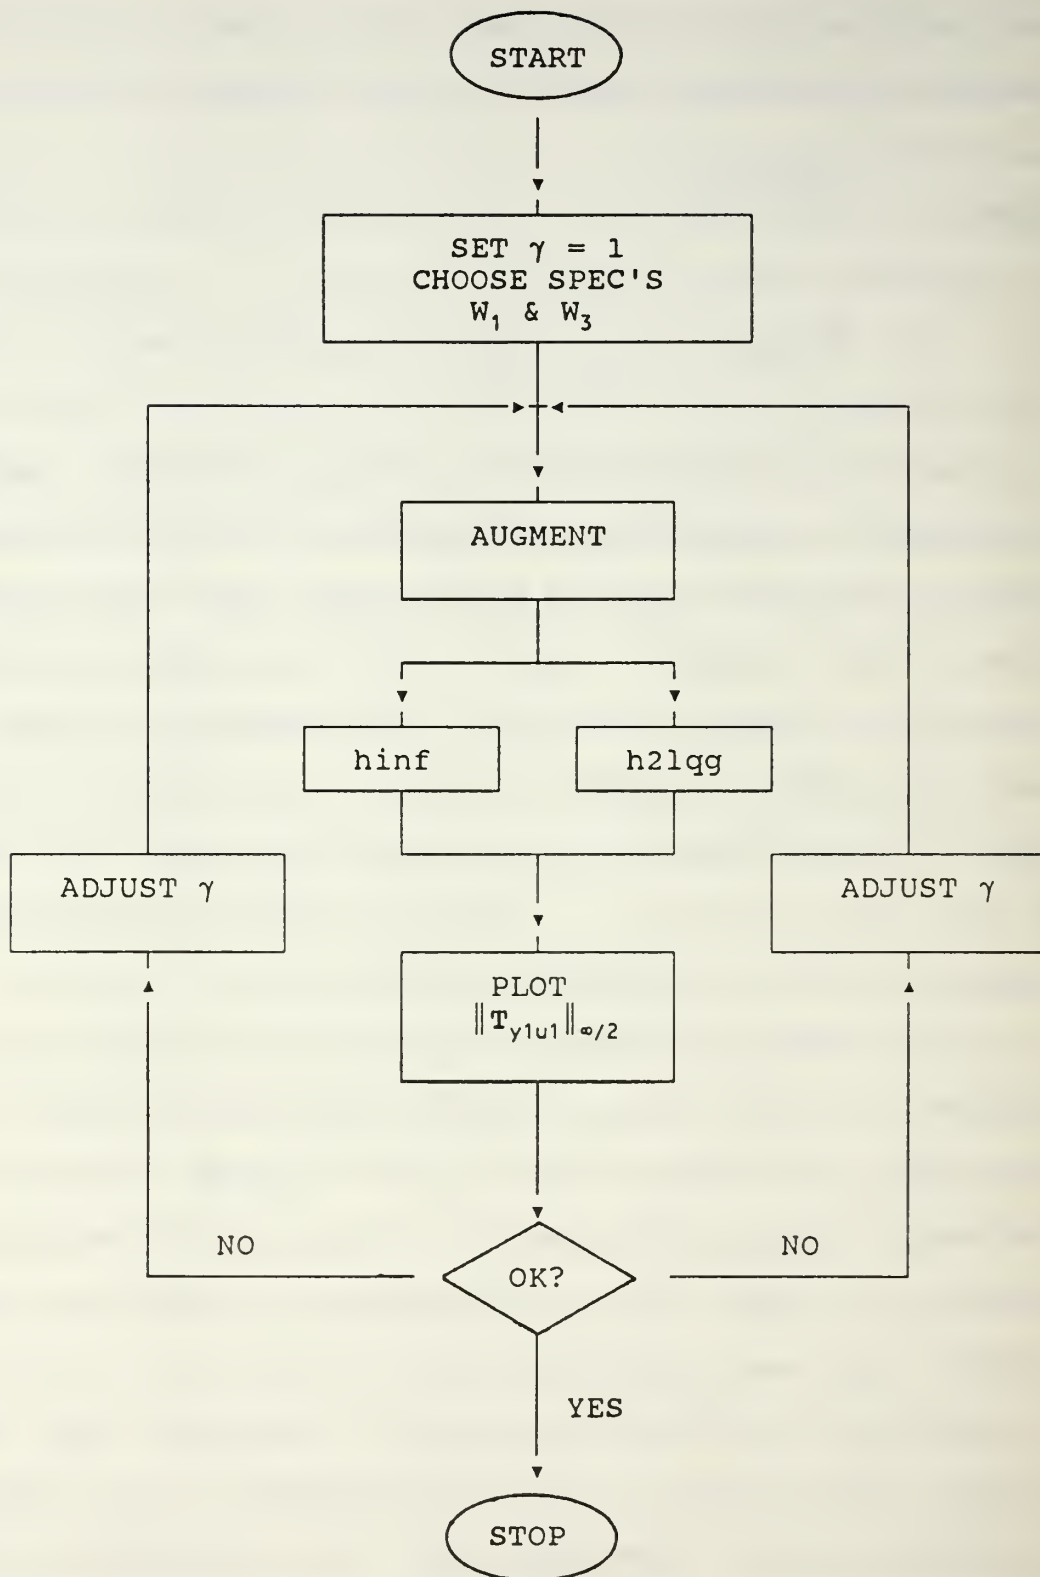 START
SET γ = 1
CHOOSE SPEC'S
W₁ & W₃
AUGMENT
hinf
h2lqg
ADJUST γ
ADJUST γ
PLOT
‖T_y1u1‖_∞/2
NO
NO
OK?
YES
STOP